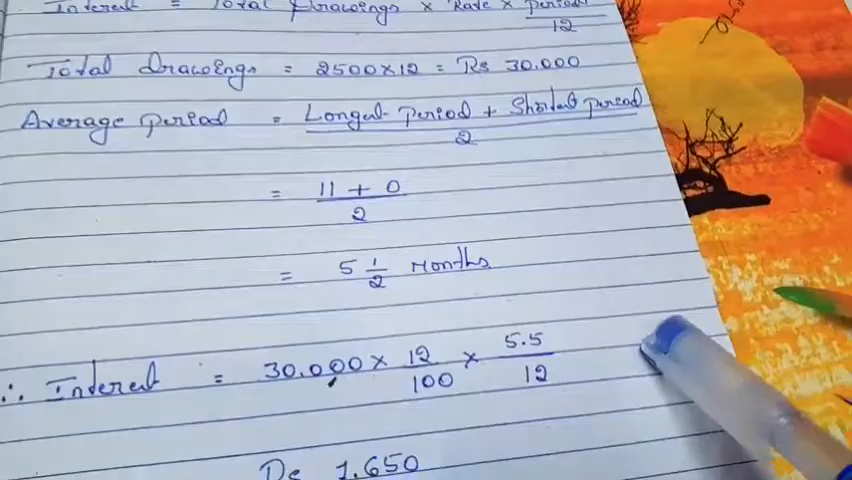 Interest = Total Drawings × Rate × Period/12
Total drawings = 2500×12 = Rs 30.000
Average period = Longest Period + Shortest period/2
= 11 + 0/2
= 5 1/2 Months
∴ Interest = 30.000 × 12/100 × 5.5/12
Rs 1.650